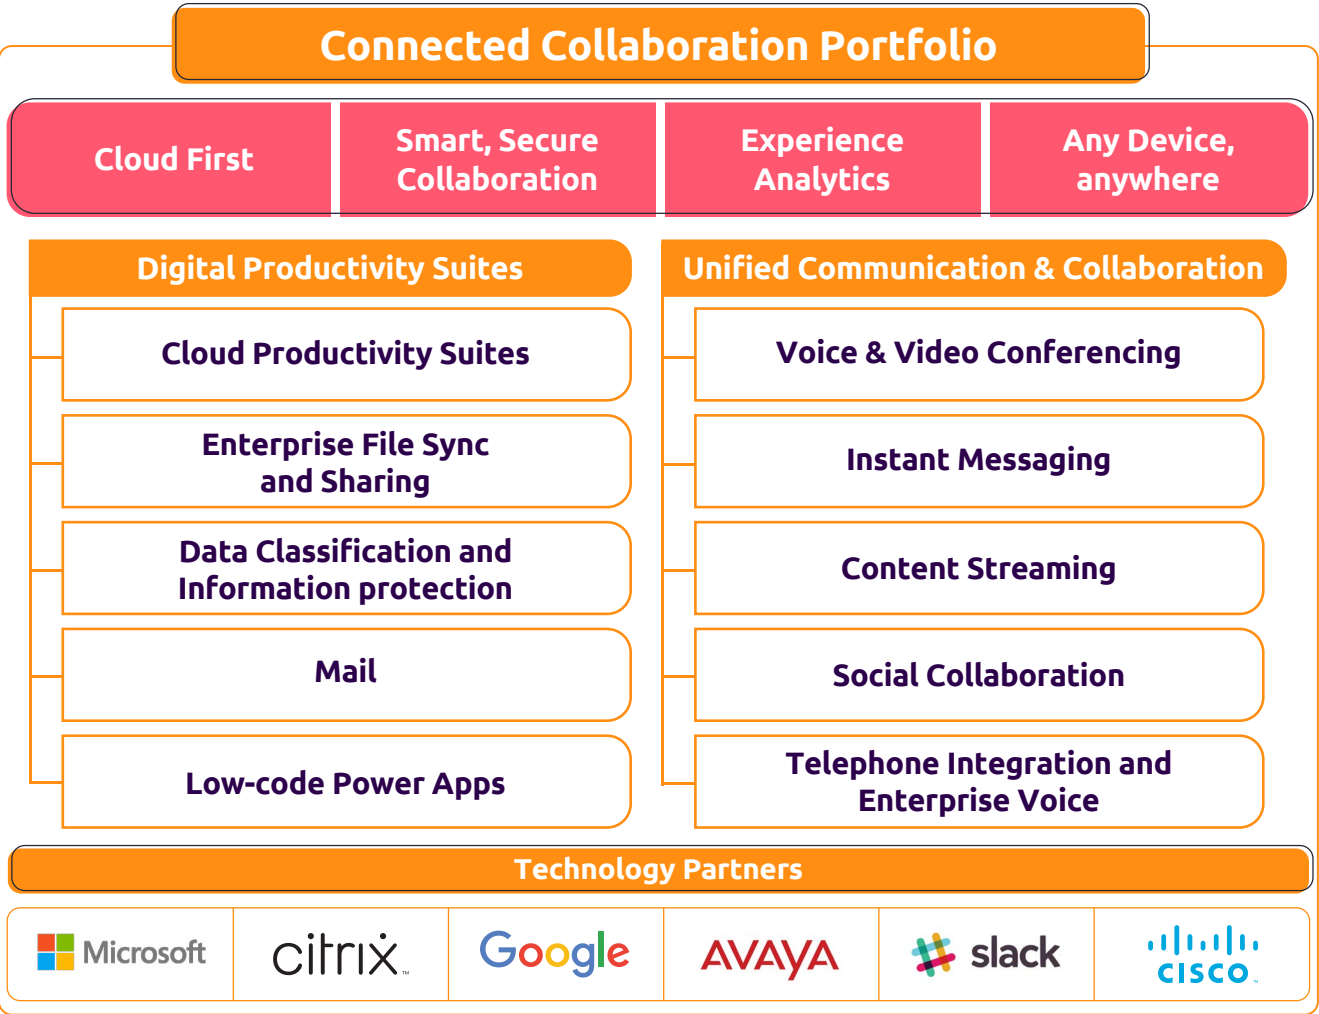 Connected Collaboration Portfolio
Cloud First
Smart, Secure
Collaboration
Experience
Analytics
Any Device,
anywhere
Digital Productivity Suites
Cloud Productivity Suites
Enterprise File Sync
and Sharing
Data Classification and
Information protection
Mail
Low-code Power Apps
Unified Communication & Collaboration
Voice & Video Conferencing
Instant Messaging
Content Streaming
Social Collaboration
Telephone Integration and
Enterprise Voice
Technology Partners
Microsoft
citrix
Google
AVAYA
slack
CISCO